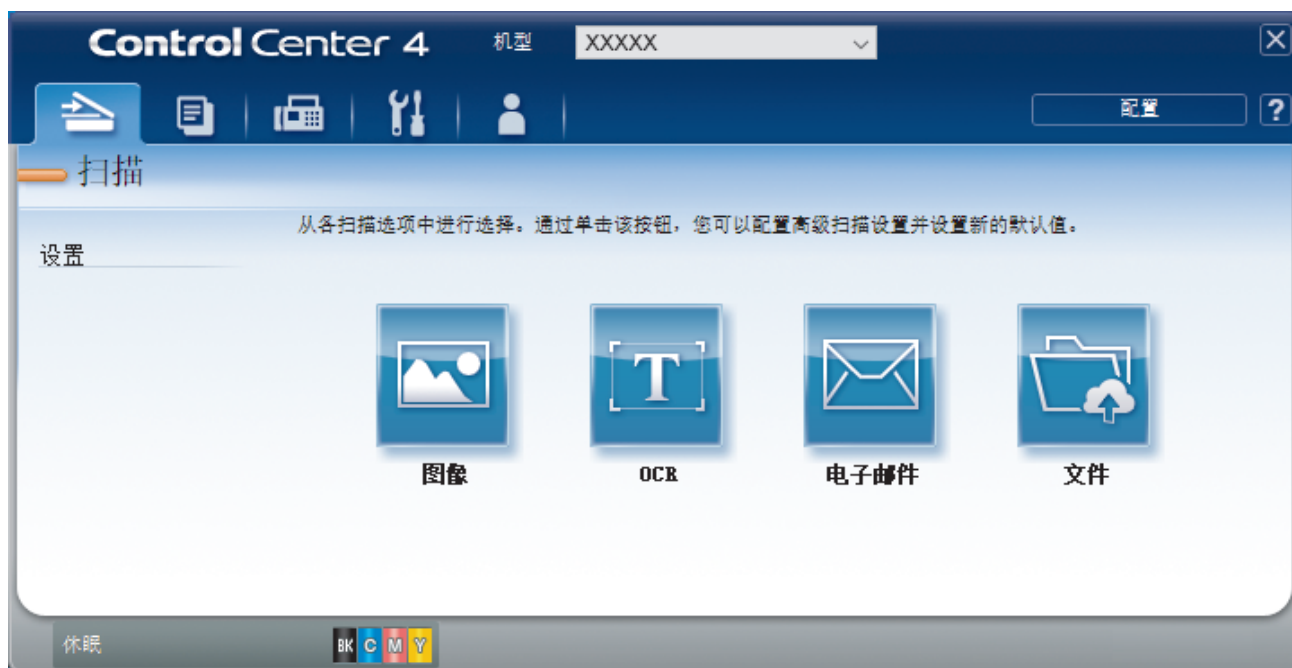 Control Center 4 机型 XXXXX
配置 ?
扫描
从各扫描选项中进行选择。通过单击该按钮，您可以配置高级扫描设置并设置新的默认值。
设置
T
图像 OCR 电子邮件 文件
休眠 BK C M Y